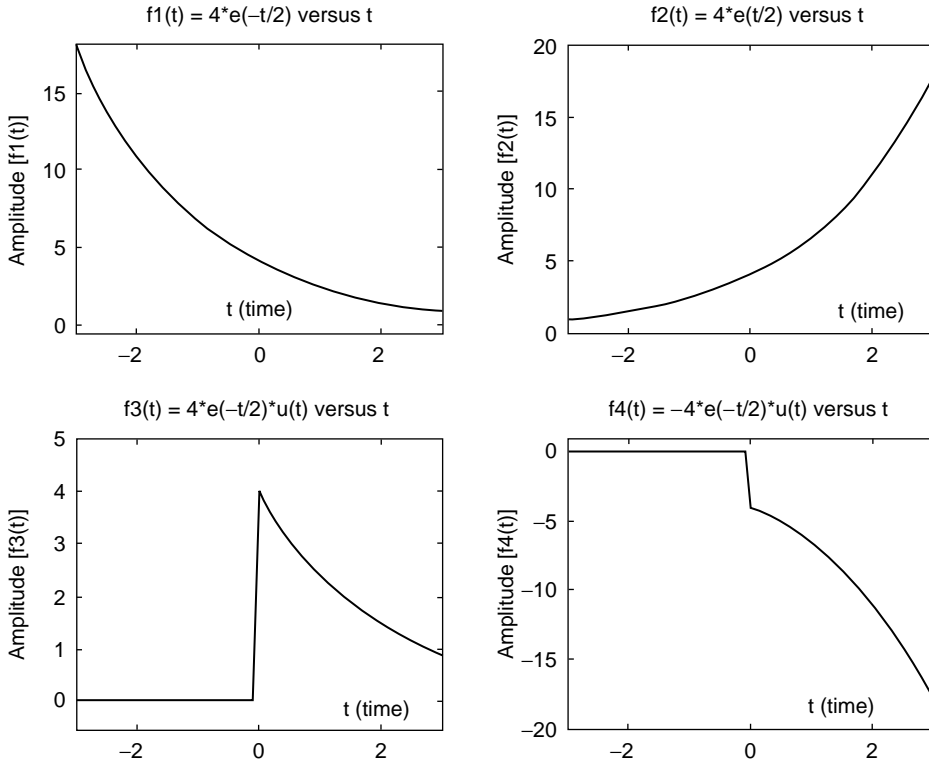 f1(t) = 4*e(−t/2) versus t
Amplitude [f1(t)]
15
10
5
0
t (time)
−2
0
2
f2(t) = 4*e(t/2) versus t
Amplitude [f2(t)]
20
15
10
5
0
t (time)
−2
0
2
f3(t) = 4*e(−t/2)*u(t) versus t
Amplitude [f3(t)]
5
4
3
2
1
0
t (time)
−2
0
2
f4(t) = −4*e(−t/2)*u(t) versus t
Amplitude [f4(t)]
0
−5
−10
−15
−20
t (time)
−2
0
2